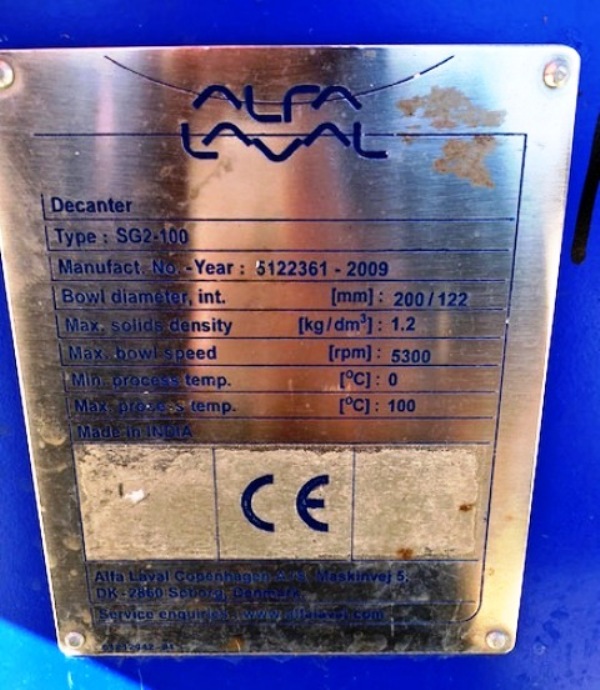 ALFA
LAVAL
Decanter
Type : SG2-100
Manufact. No. -Year : 5122361 - 2009
Bowl diameter, int. [mm] : 200 / 122
Max. solids density [kg/dm³] : 1.2
Max. bowl speed [rpm] : 5300
Min. process temp. [°C] : 0
Max. process temp. [°C] : 100
Made in INDIA
CE
Alfa Laval Copenhagen A/S, Maskinvej 5,
DK - 2860 Soborg, Denmark
Service enquiries : www.alfalaval.com